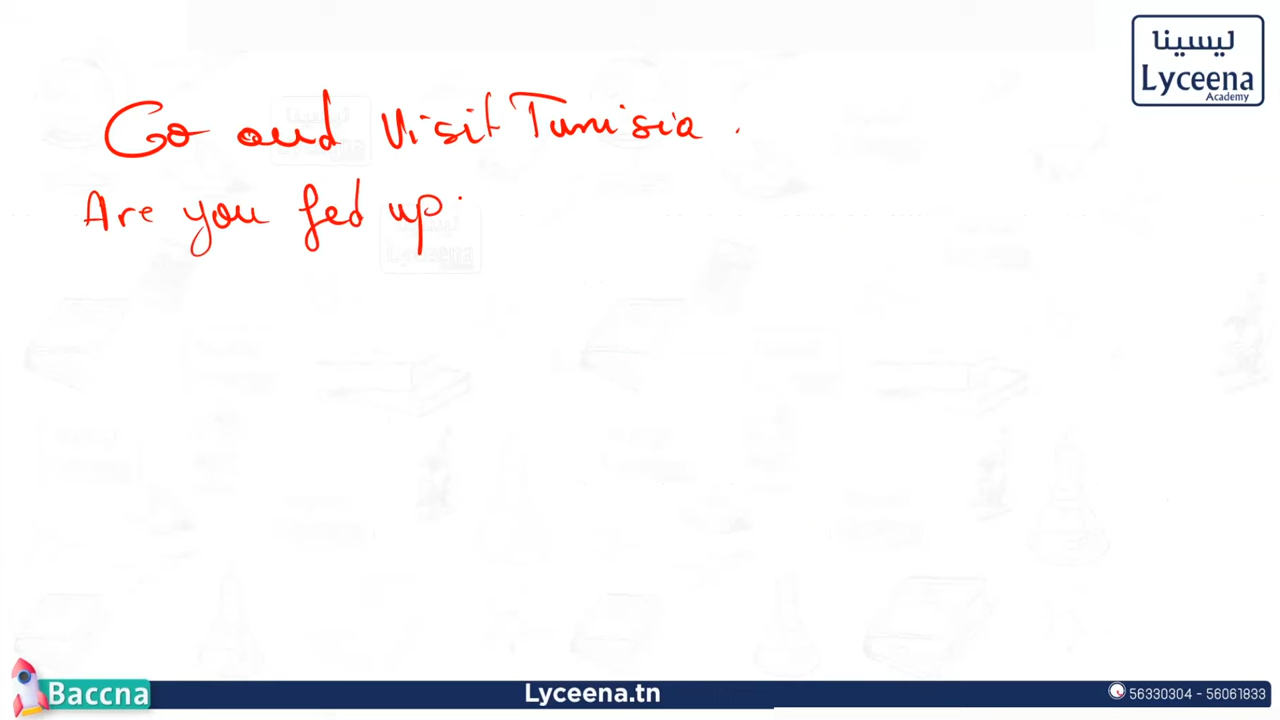 ليسينا
Lyceena
Academy
Go and visit Tunisia .
Are you fed up
Baccna
Lyceena.tn
56330304 - 56061833